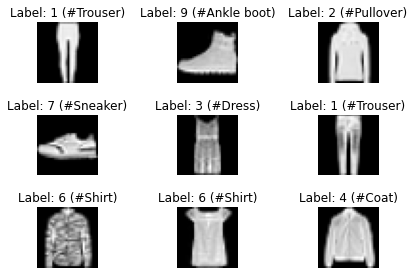 Label: 1 (#Trouser)
Label: 9 (#Ankle boot)
Label: 2 (#Pullover)
Label: 7 (#Sneaker)
Label: 3 (#Dress)
Label: 1 (#Trouser)
Label: 6 (#Shirt)
Label: 6 (#Shirt)
Label: 4 (#Coat)